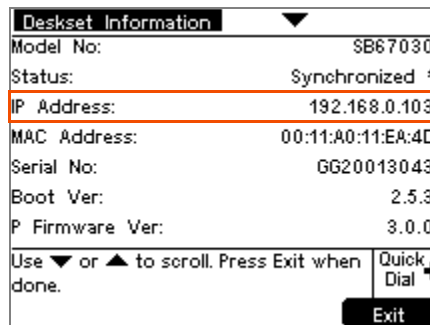 Deskset Information
Model No: SB67030
Status: Synchronized
IP Address: 192.168.0.103
MAC Address: 00:11:A0:11:EA:4D
Serial No: GG20013043
Boot Ver: 2.5.3
P Firmware Ver: 3.0.0
Use ▼ or ▲ to scroll. Press Exit when done.
Quick Dial
Exit